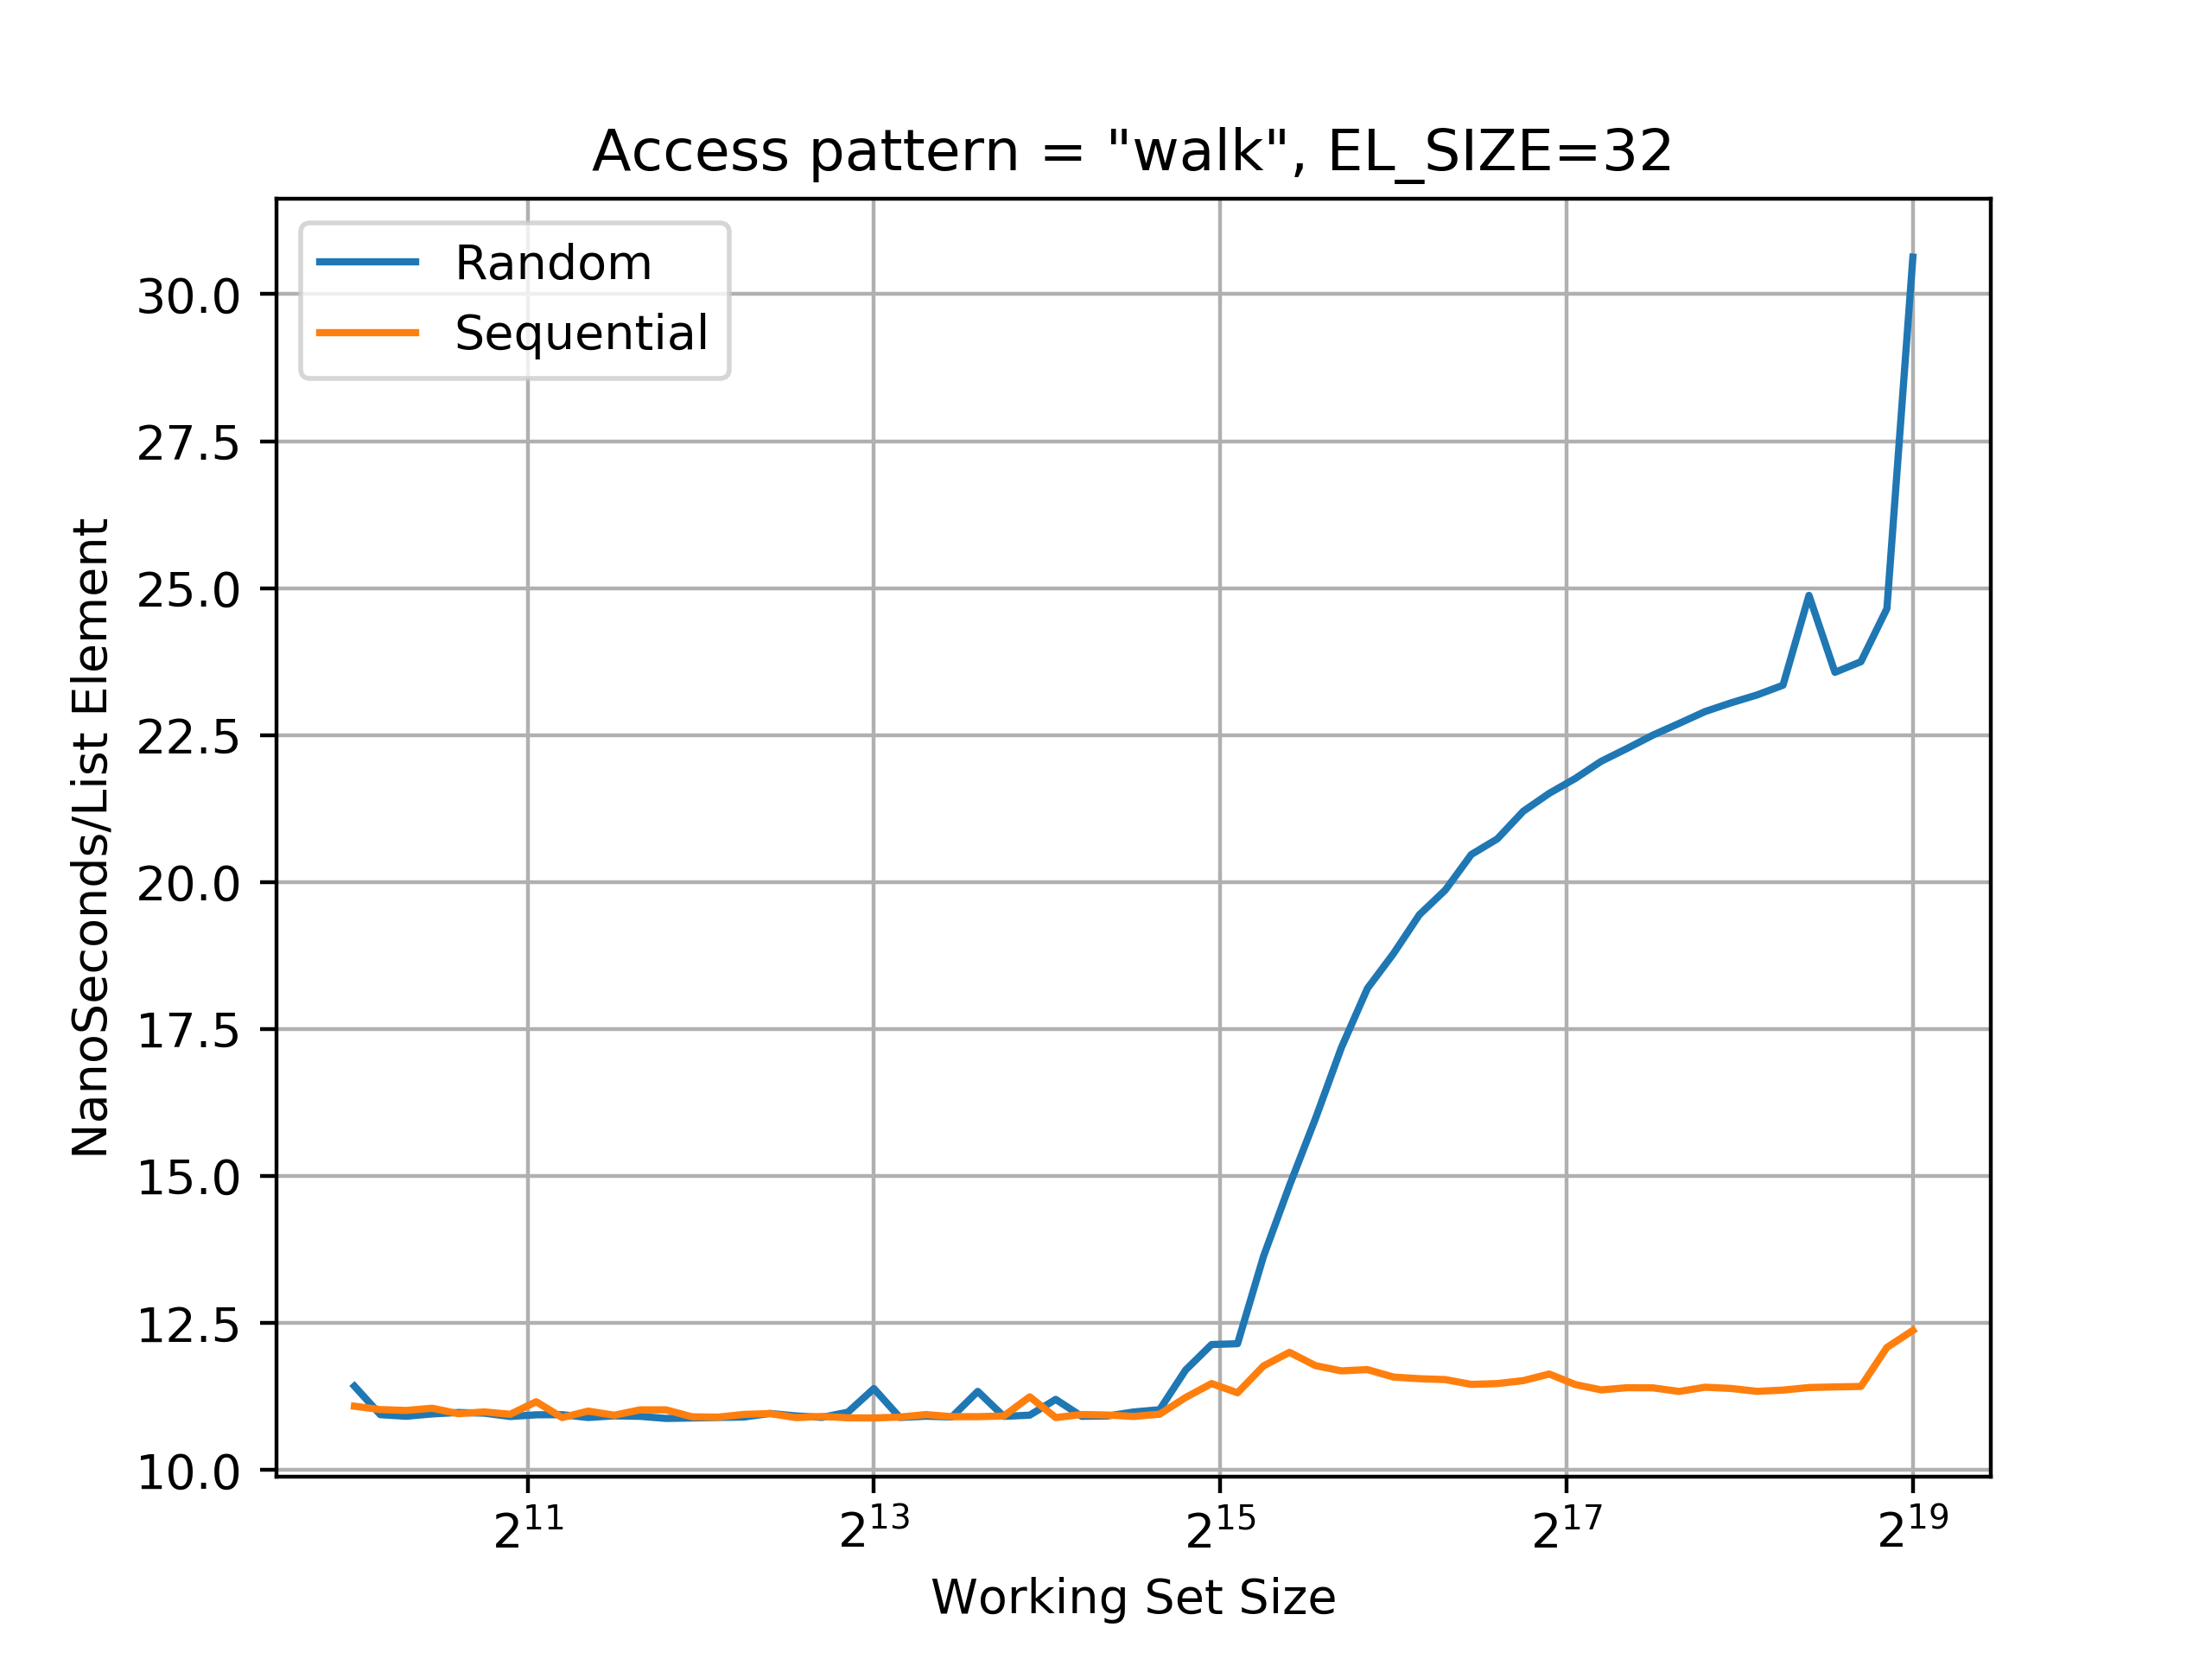 Access pattern = "walk", EL_SIZE=32
Random
Sequential
30.0
27.5
25.0
22.5
20.0
17.5
15.0
12.5
10.0
NanoSeconds/List Element
2¹¹ 2¹³ 2¹⁵ 2¹⁷ 2¹⁹
Working Set Size